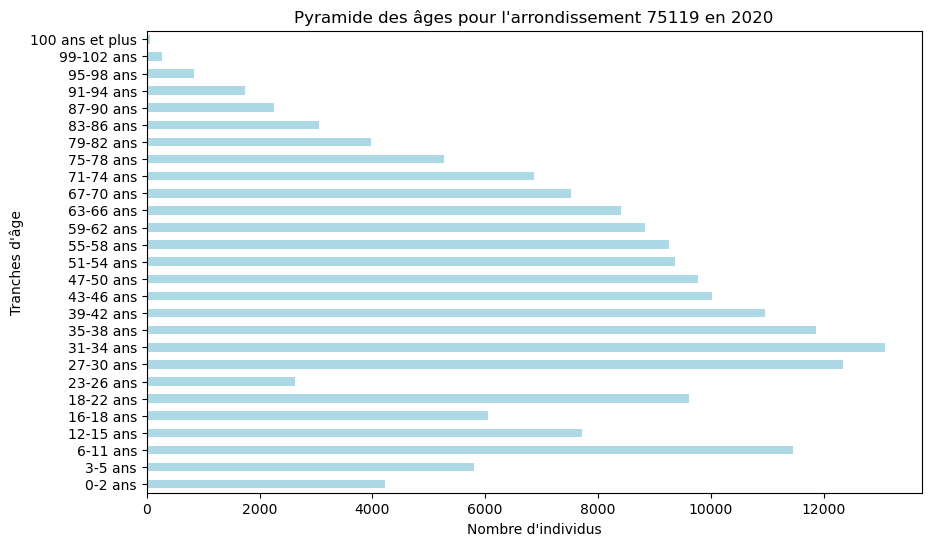 Pyramide des âges pour l'arrondissement 75119 en 2020
100 ans et plus
99-102 ans
95-98 ans
91-94 ans
87-90 ans
83-86 ans
79-82 ans
75-78 ans
71-74 ans
67-70 ans
63-66 ans
59-62 ans
55-58 ans
51-54 ans
47-50 ans
43-46 ans
39-42 ans
35-38 ans
31-34 ans
27-30 ans
23-26 ans
18-22 ans
16-18 ans
12-15 ans
6-11 ans
3-5 ans
0-2 ans
Tranches d'âge
0 2000 4000 6000 8000 10000 12000
Nombre d'individus